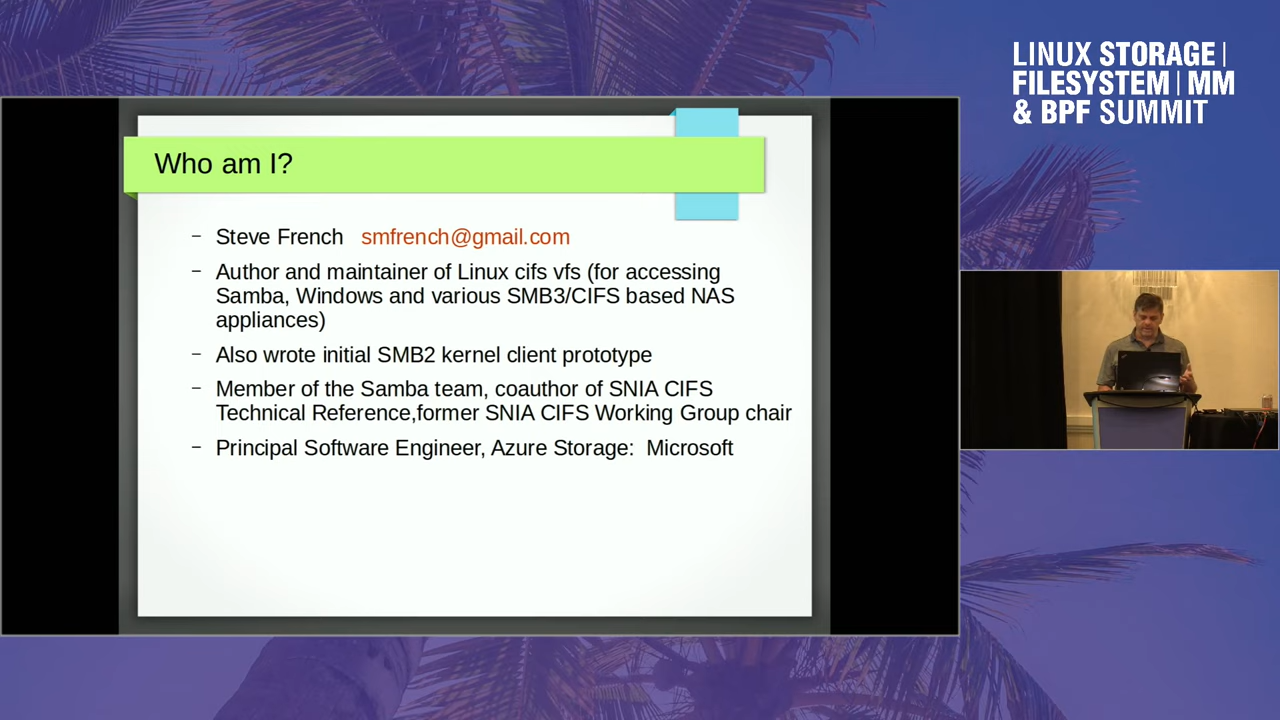 LINUX STORAGE |
FILESYSTEM | MM
& BPF SUMMIT
Who am I?
– Steve French smfrench@gmail.com
– Author and maintainer of Linux cifs vfs (for accessing
Samba, Windows and various SMB3/CIFS based NAS
appliances)
– Also wrote initial SMB2 kernel client prototype
– Member of the Samba team, coauthor of SNIA CIFS
Technical Reference,former SNIA CIFS Working Group chair
– Principal Software Engineer, Azure Storage: Microsoft